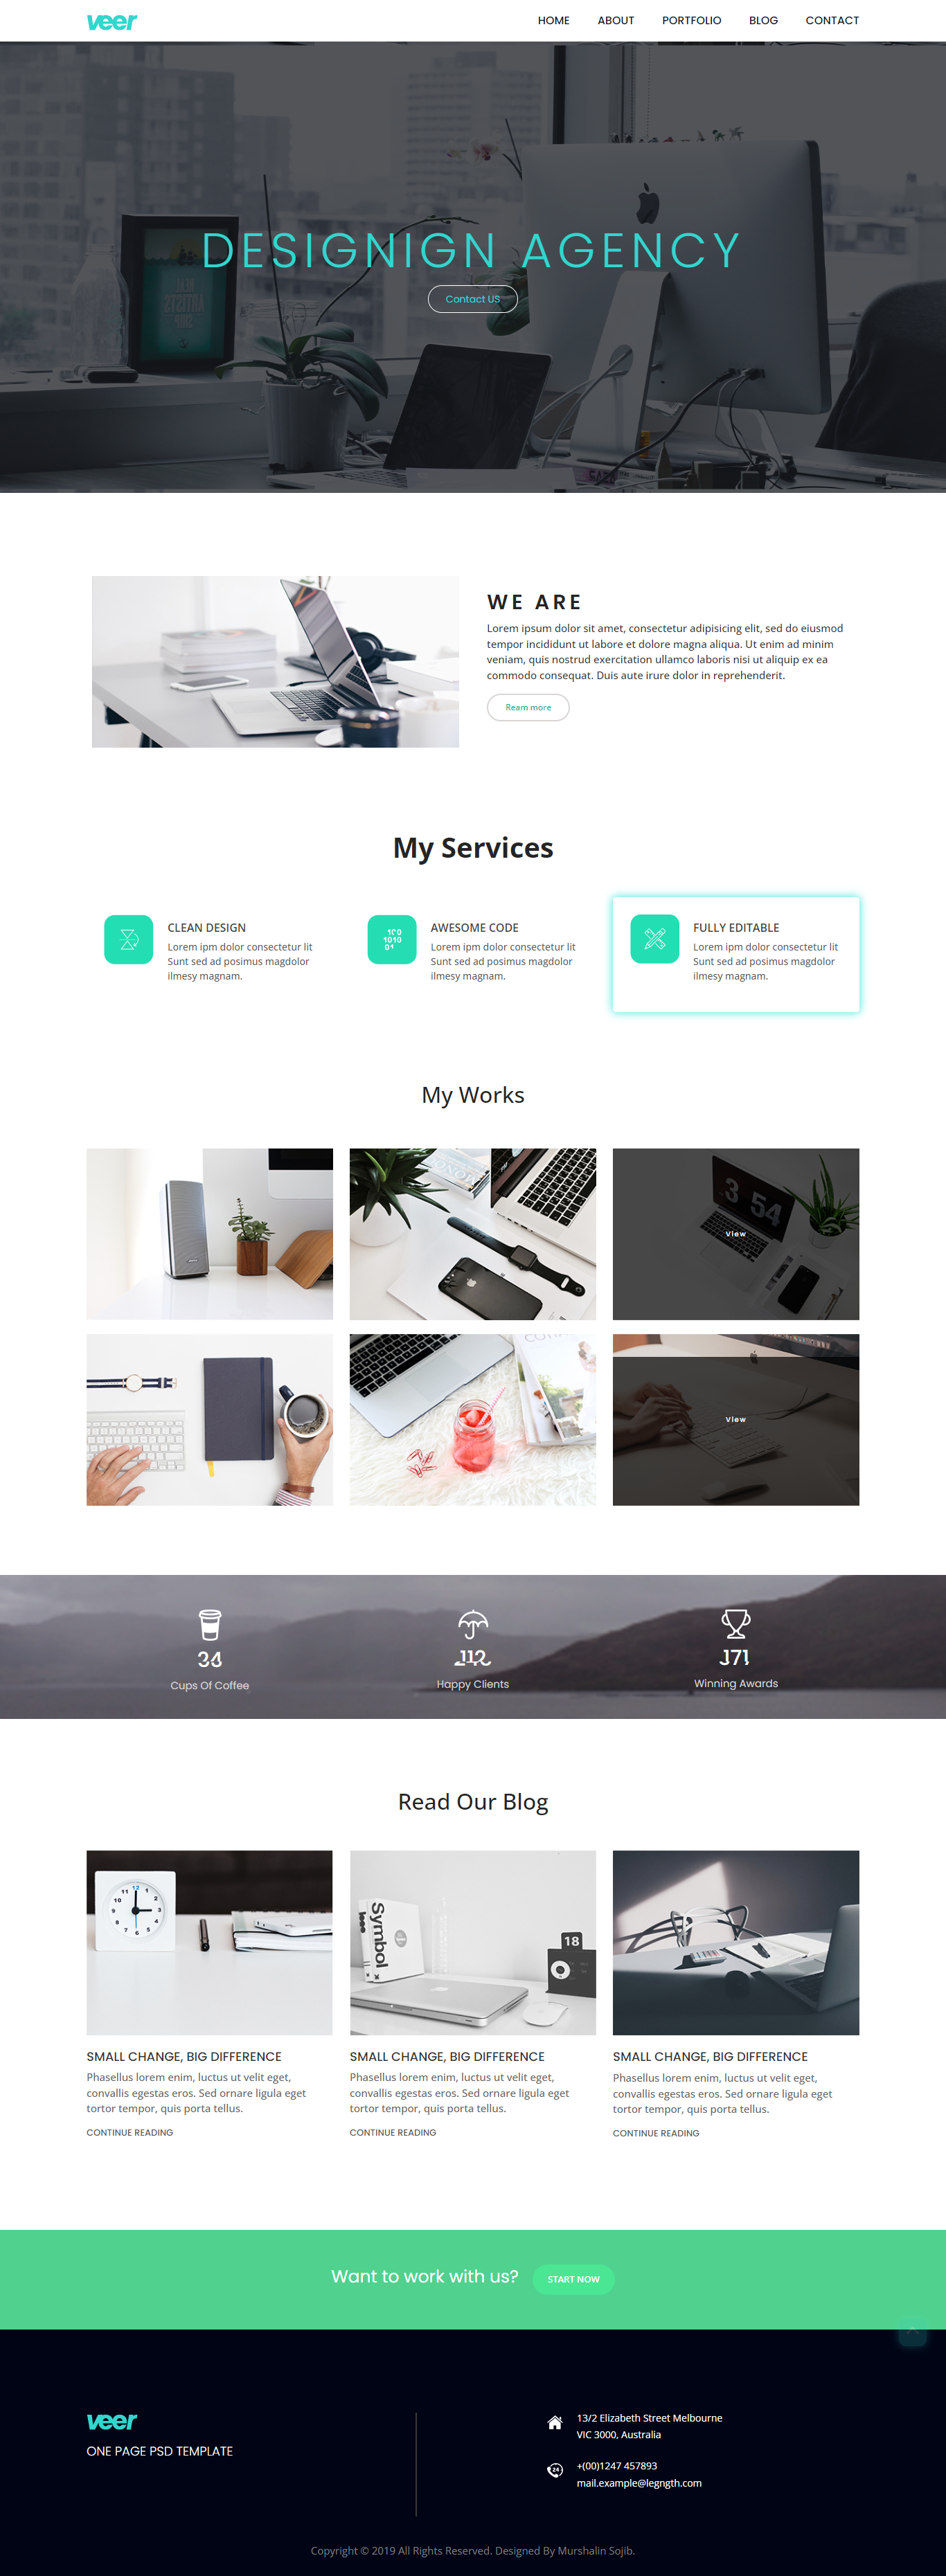 veer
HOME ABOUT PORTFOLIO BLOG CONTACT
DESIGNIGN AGENCY
Contact US
WE ARE
Lorem ipsum dolor sit amet, consectetur adipisicing elit, sed do eiusmod
tempor incididunt ut labore et dolore magna aliqua. Ut enim ad minim
veniam, quis nostrud exercitation ullamco laboris nisi ut aliquip ex ea
commodo consequat. Duis aute irure dolor in reprehenderit.
Ream more
My Services
CLEAN DESIGN
Lorem ipm dolor consectetur lit
Sunt sed ad posimus magdolor
ilmesy magnam.
AWESOME CODE
Lorem ipm dolor consectetur lit
Sunt sed ad posimus magdolor
ilmesy magnam.
FULLY EDITABLE
Lorem ipm dolor consectetur lit
Sunt sed ad posimus magdolor
ilmesy magnam.
My Works
3 54
View
View
Cups Of Coffee
Happy Clients
171
Winning Awards
Read Our Blog
Symbol
18
SMALL CHANGE, BIG DIFFERENCE
Phasellus lorem enim, luctus ut velit eget,
convallis egestas eros. Sed ornare ligula eget
tortor tempor, quis porta tellus.
CONTINUE READING
SMALL CHANGE, BIG DIFFERENCE
Phasellus lorem enim, luctus ut velit eget,
convallis egestas eros. Sed ornare ligula eget
tortor tempor, quis porta tellus.
CONTINUE READING
SMALL CHANGE, BIG DIFFERENCE
Phasellus lorem enim, luctus ut velit eget,
convallis egestas eros. Sed ornare ligula eget
tortor tempor, quis porta tellus.
CONTINUE READING
Want to work with us?
START NOW
veer
ONE PAGE PSD TEMPLATE
13/2 Elizabeth Street Melbourne
VIC 3000, Australia
24
+(00)1247 457893
mail.example@legngth.com
Copyright © 2019 All Rights Reserved. Designed By Murshalin Sojib.